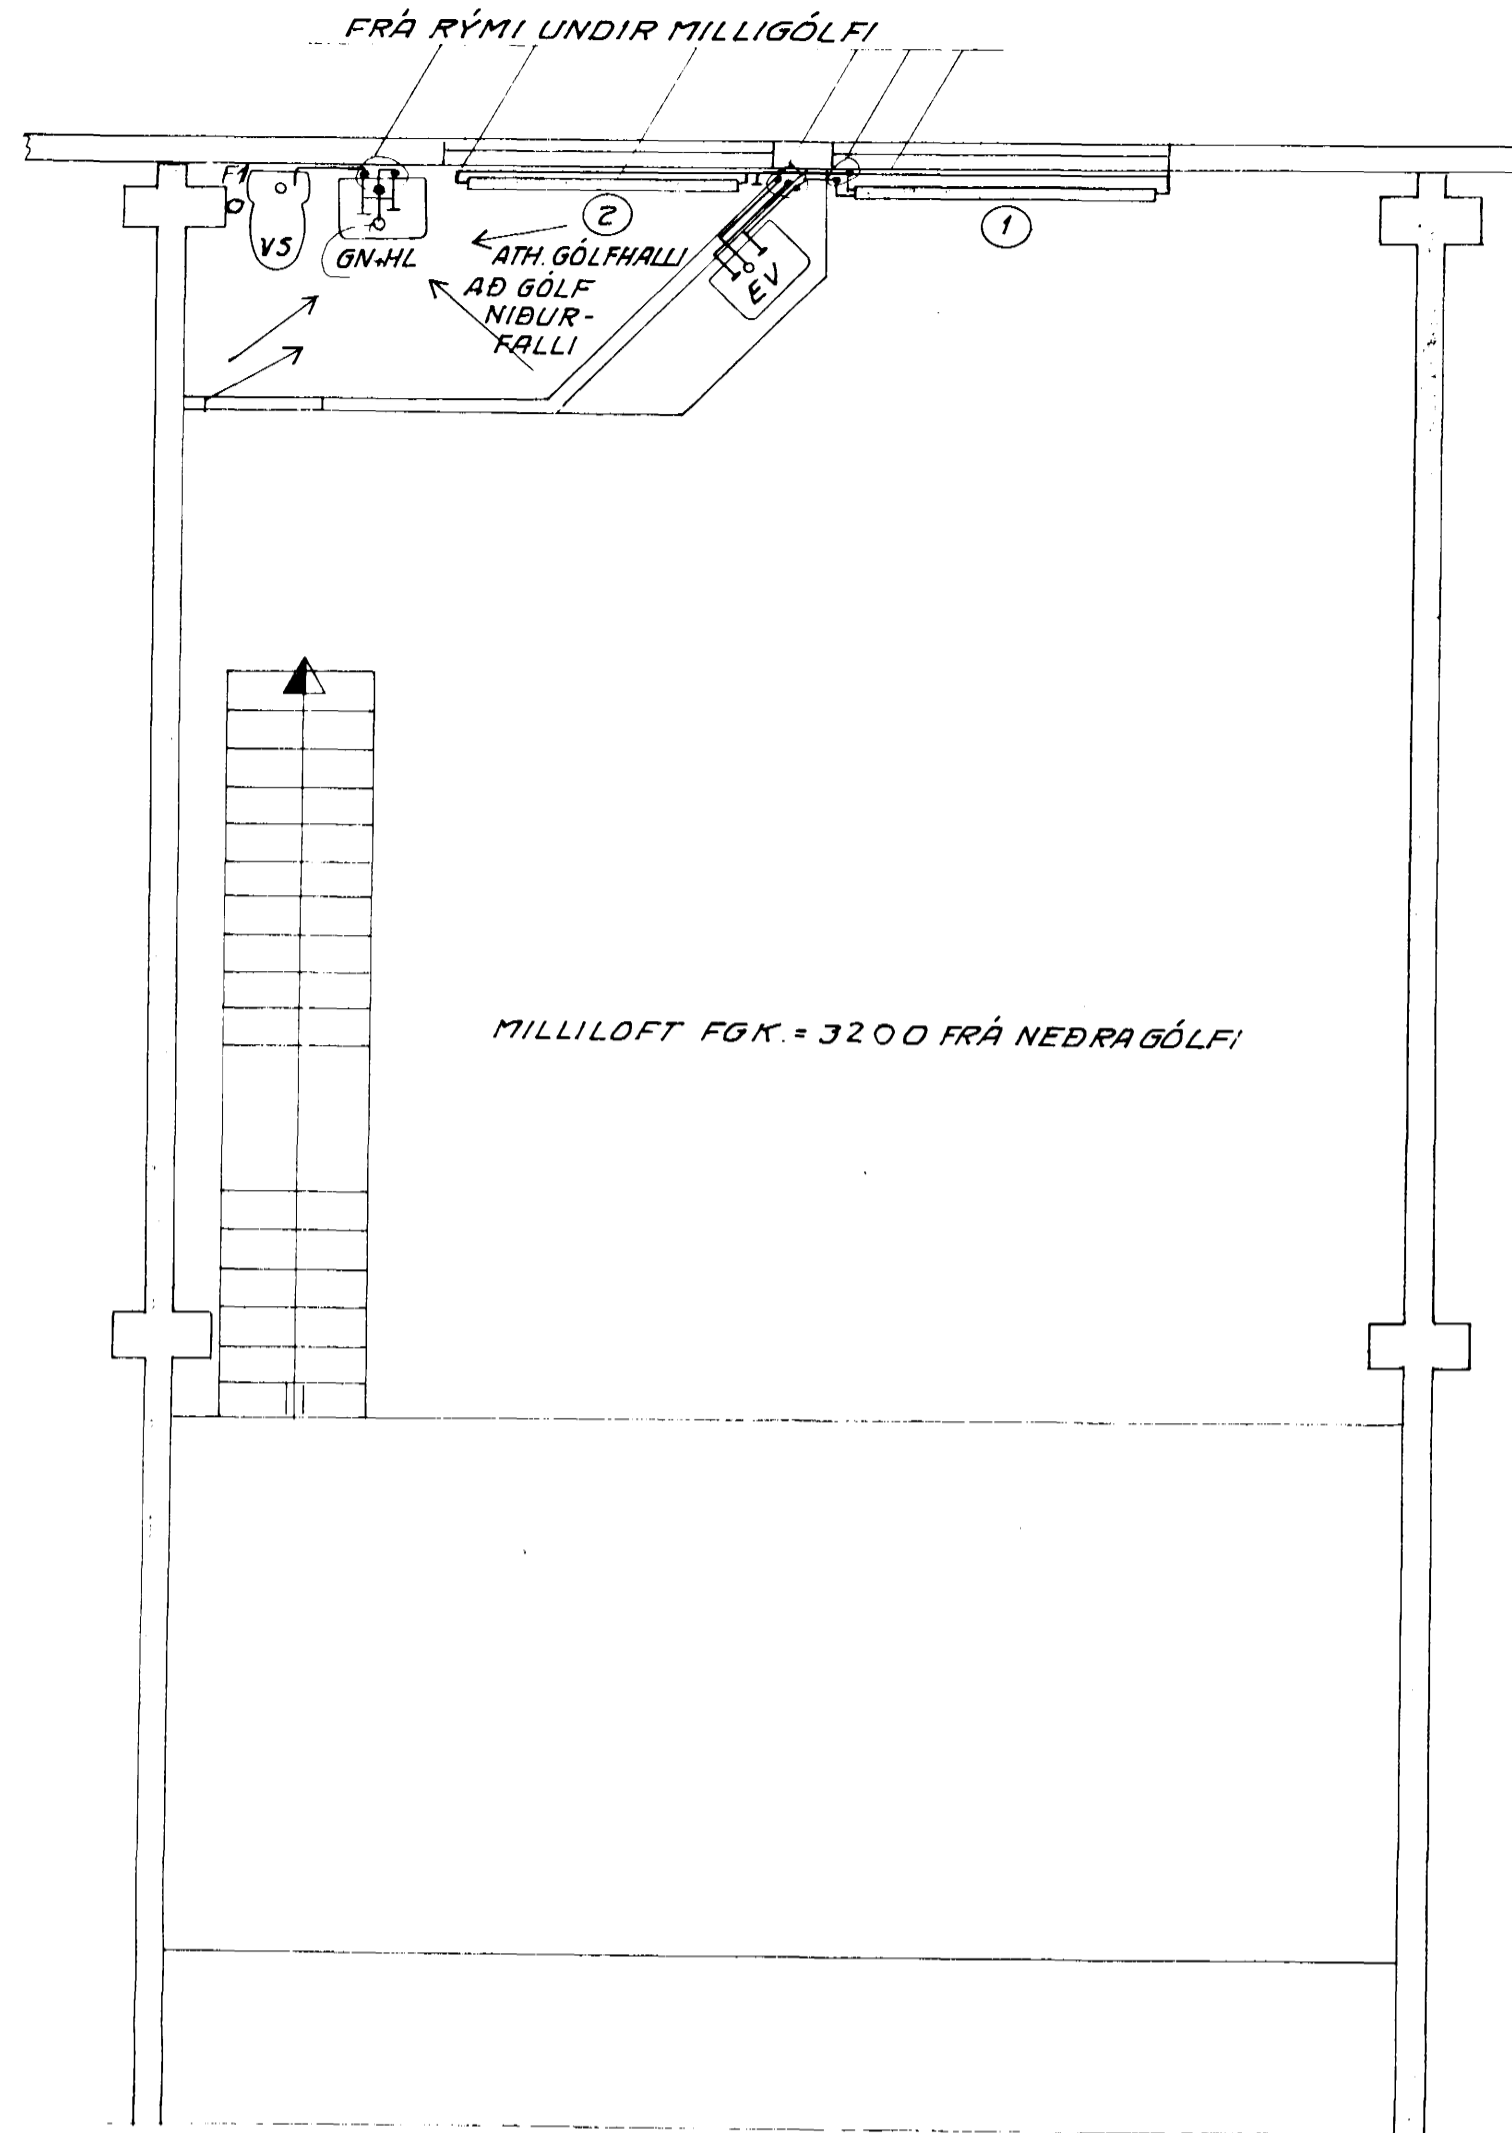 FRÁ RÝMI UNDIR MILLIGÓLFI
F1
VS
GN+HL
2
ATH. GÓLFHALLI
AÐ GÓLF
NIÐUR-
FALLI
EV
1
MILLILOFT FGK. = 3200 FRÁ NEÐRA GÓLFI